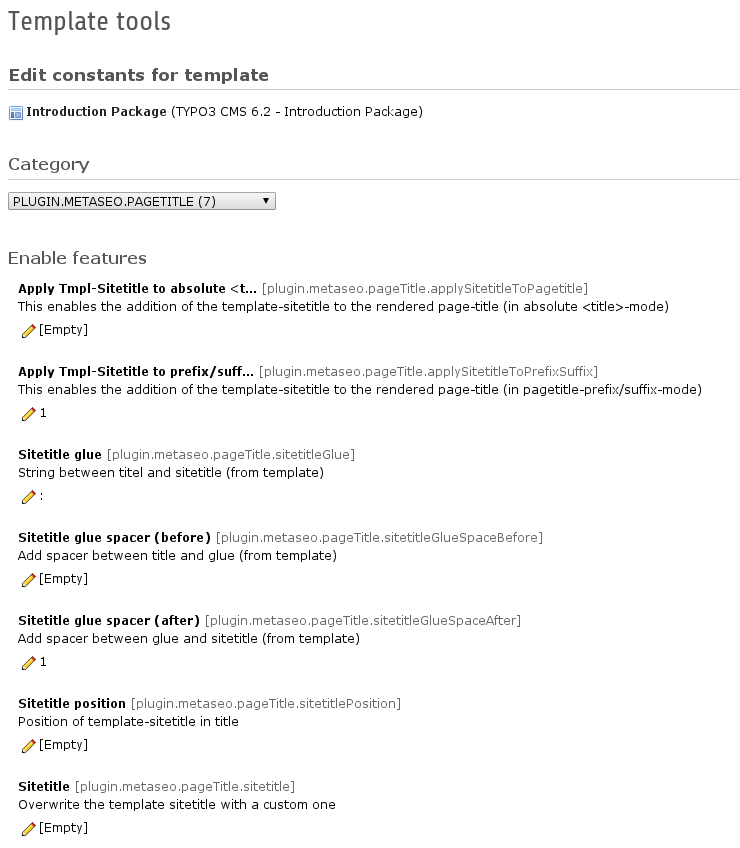 Template tools
Edit constants for template
Introduction Package (TYPO3 CMS 6.2 - Introduction Package)
Category
PLUGIN.METASEO.PAGETITLE (7)
Enable features
Apply Tmpl-Sitetitle to absolute <t... [plugin.metaseo.pageTitle.applySitetitleToPagetitle]
This enables the addition of the template-sitetitle to the rendered page-title (in absolute <title>-mode)
[Empty]
Apply Tmpl-Sitetitle to prefix/suff... [plugin.metaseo.pageTitle.applySitetitleToPrefixSuffix]
This enables the addition of the template-sitetitle to the rendered page-title (in pagetitle-prefix/suffix-mode)
1
Sitetitle glue [plugin.metaseo.pageTitle.sitetitleGlue]
String between titel and sitetitle (from template)
:
Sitetitle glue spacer (before) [plugin.metaseo.pageTitle.sitetitleGlueSpaceBefore]
Add spacer between title and glue (from template)
[Empty]
Sitetitle glue spacer (after) [plugin.metaseo.pageTitle.sitetitleGlueSpaceAfter]
Add spacer between glue and sitetitle (from template)
1
Sitetitle position [plugin.metaseo.pageTitle.sitetitlePosition]
Position of template-sitetitle in title
[Empty]
Sitetitle [plugin.metaseo.pageTitle.sitetitle]
Overwrite the template sitetitle with a custom one
[Empty]